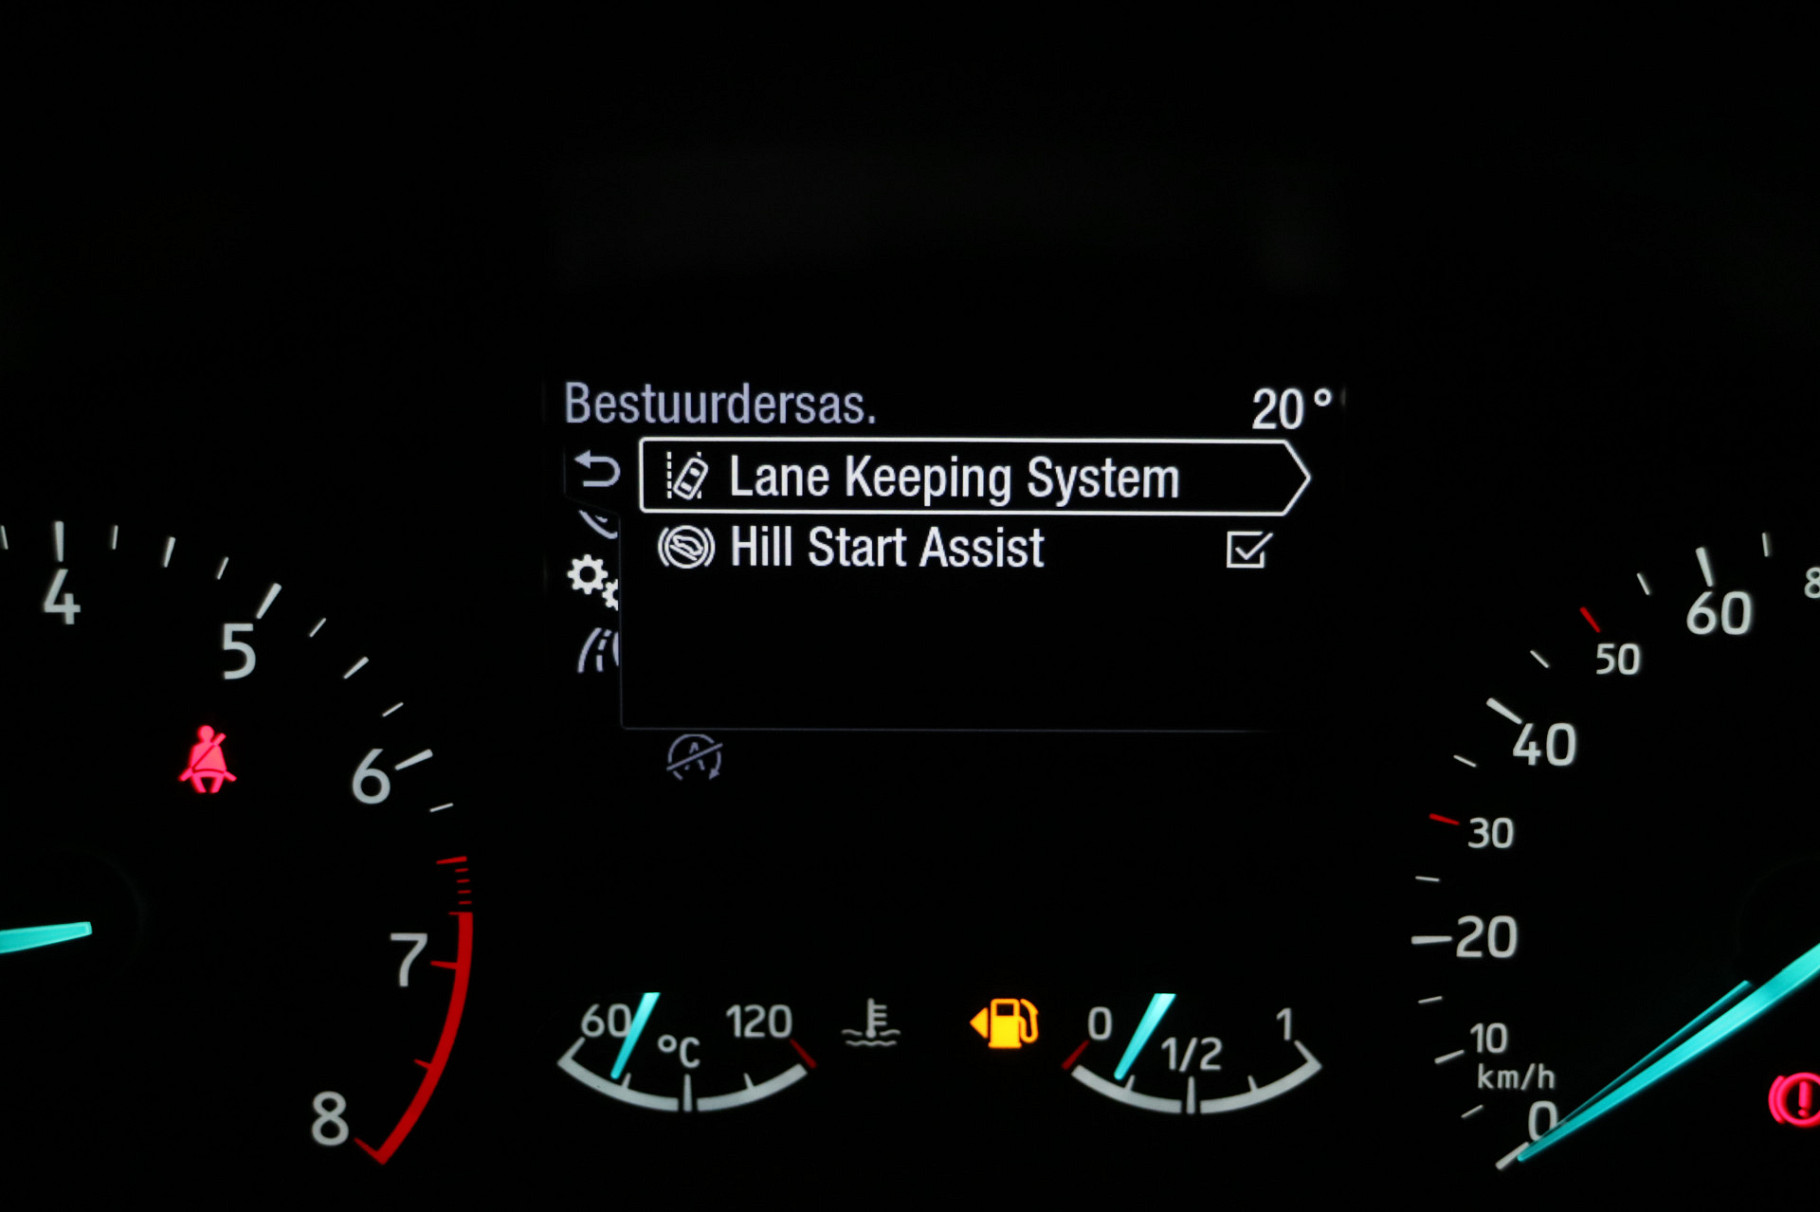 Bestuurdersas. 20°
Lane Keeping System
Hill Start Assist
4
5
6
7
8
60 °C 120
0 1/2 1
60
50
40
30
20
10
km/h
0